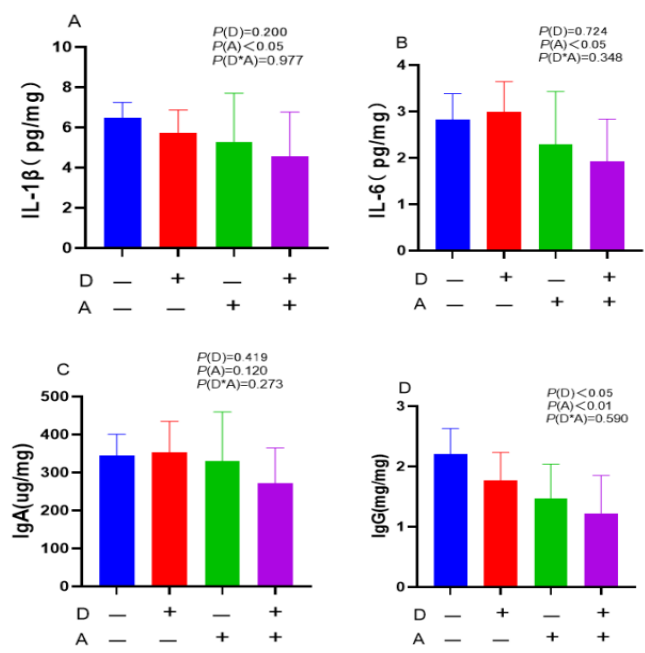 A
P(D)=0.200
P(A)<0.05
P(D*A)=0.977
IL-1β( pg/mg)
10
8
6
4
2
0
D — + — +
A — — + +
B
P(D)=0.724
P(A)<0.05
P(D*A)=0.348
IL-6( pg/mg)
4
3
2
1
0
D — + — +
A — — + +
C
P(D)=0.419
P(A)=0.120
P(D*A)=0.273
IgA(ug/mg)
500
400
300
200
100
0
D — + — +
A — — + +
D
P(D)<0.05
P(A)<0.01
P(D*A)=0.590
IgG(mg/mg)
3
2
1
0
D — + — +
A — — + +